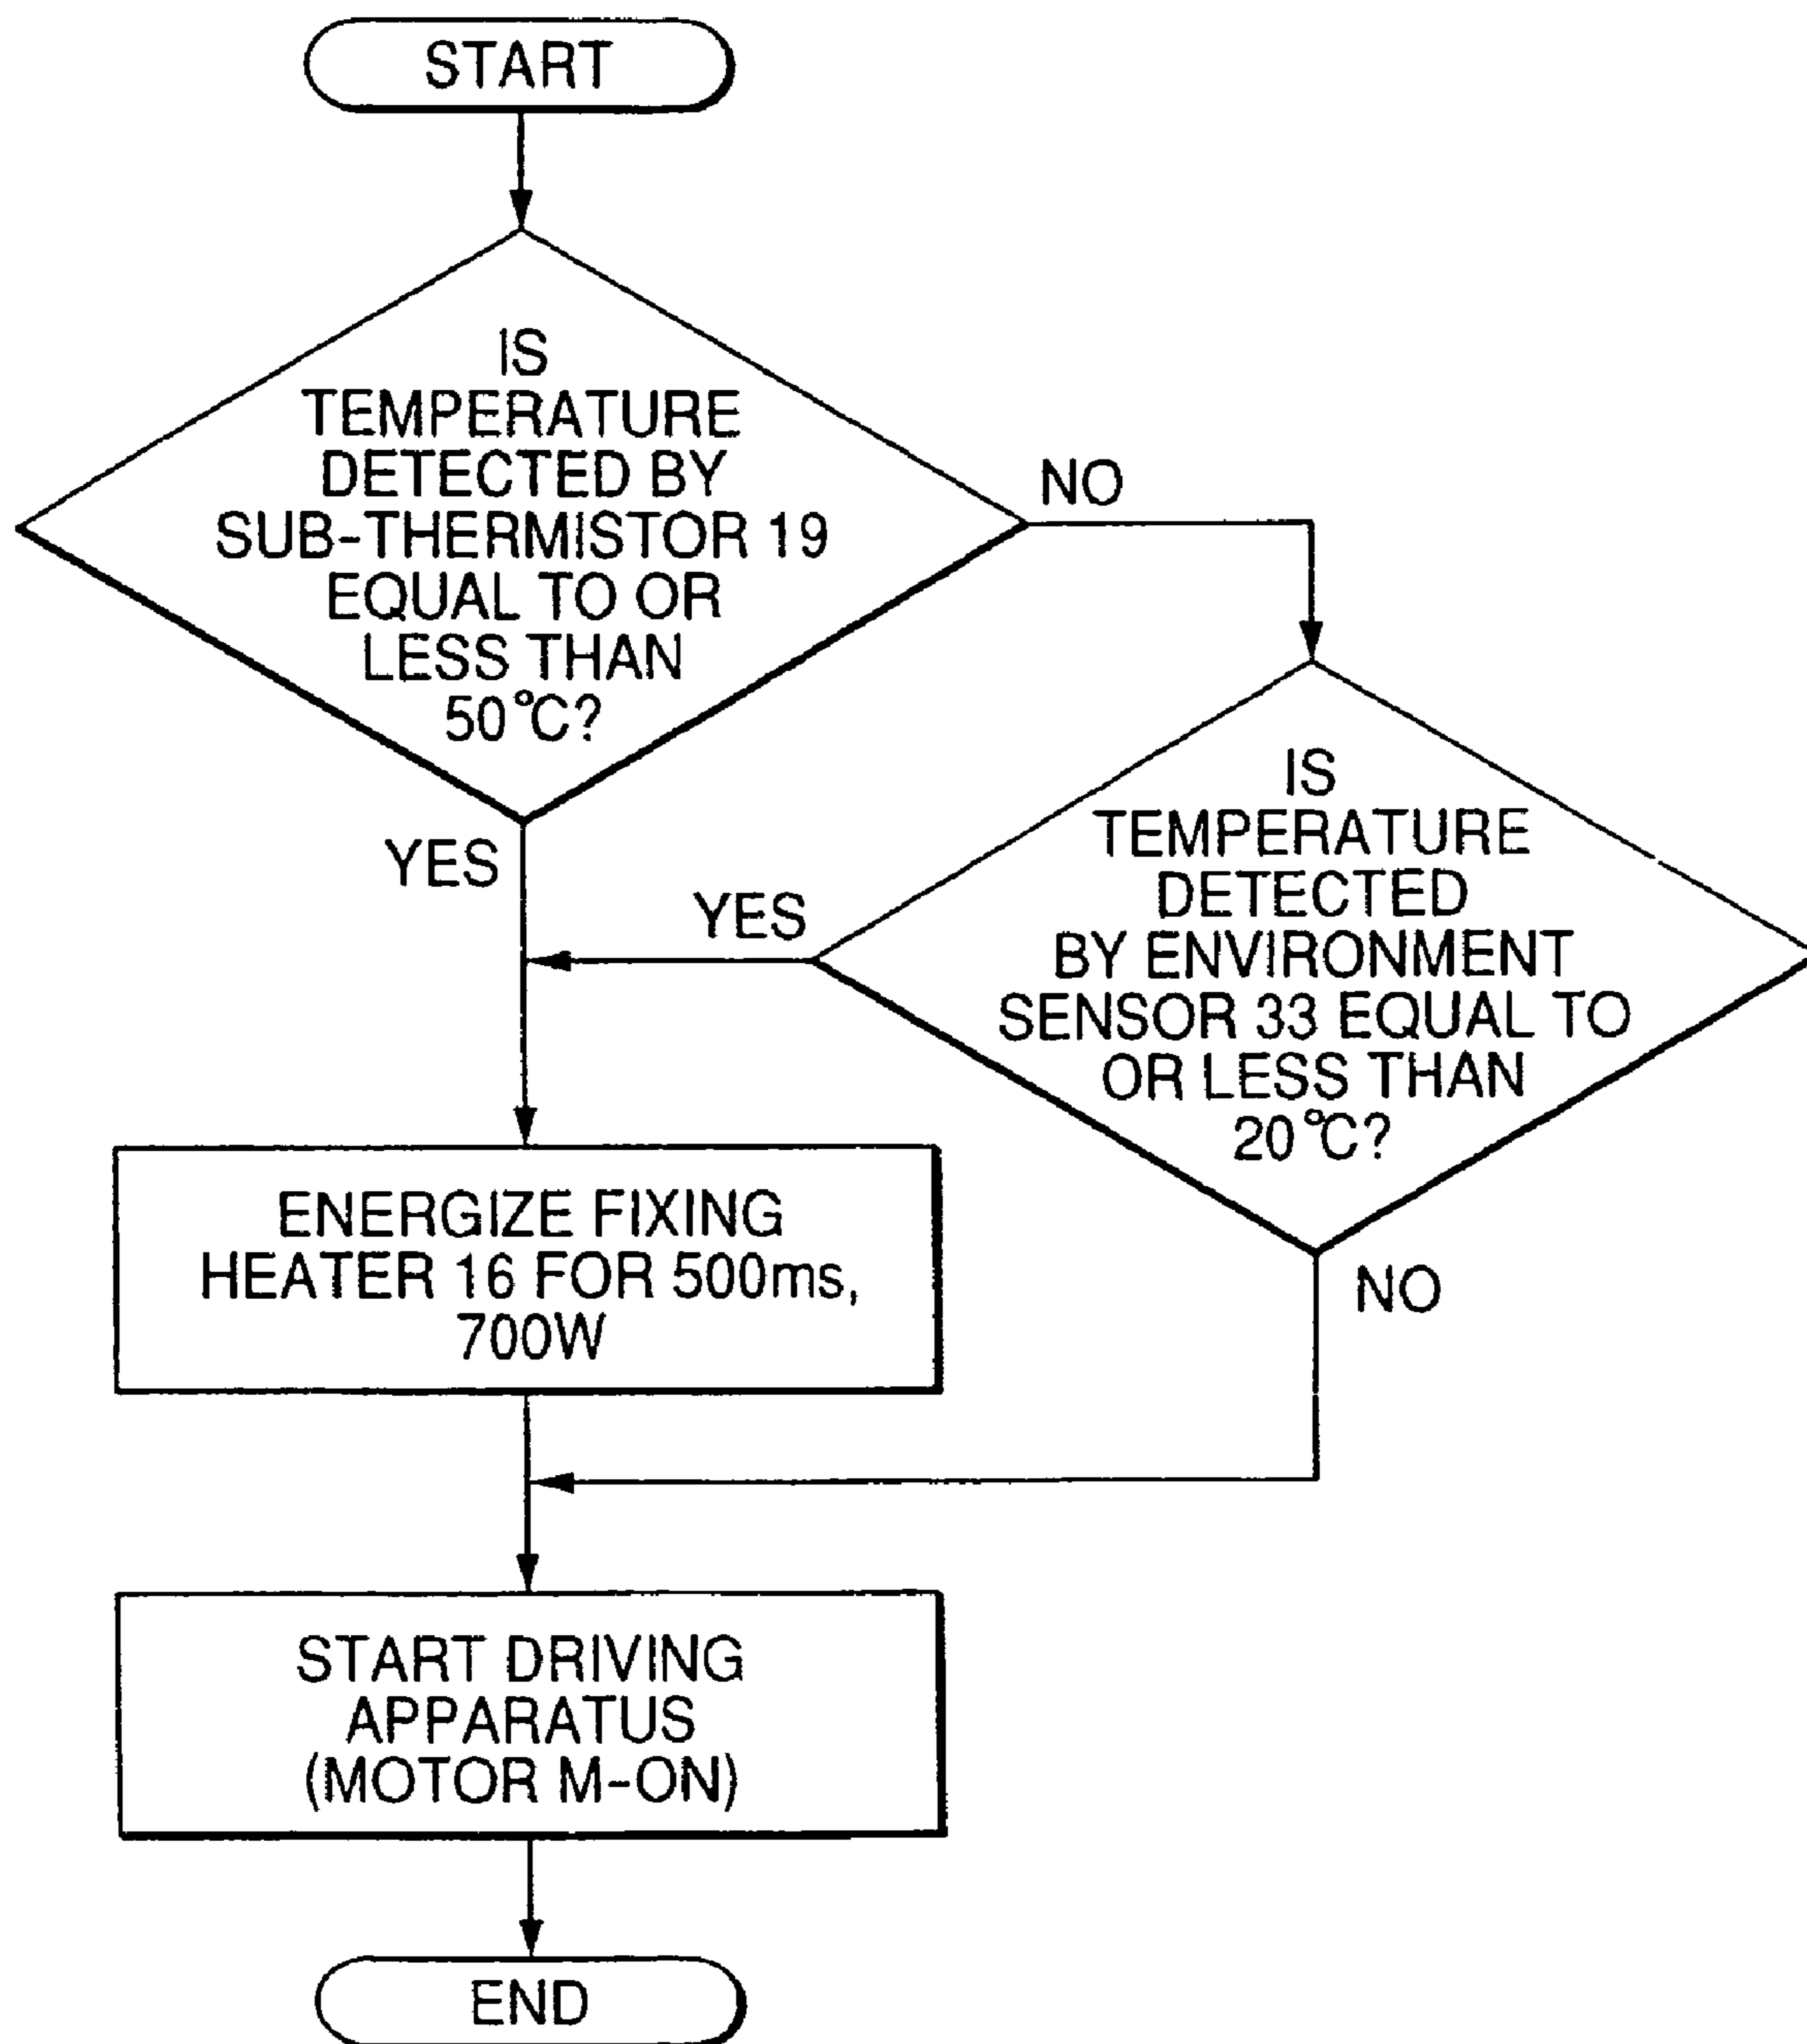 START
IS
TEMPERATURE
DETECTED BY
SUB-THERMISTOR 19
EQUAL TO OR
LESS THAN
50°C?
NO
YES
IS
TEMPERATURE
DETECTED
BY ENVIRONMENT
SENSOR 33 EQUAL TO
OR LESS THAN
20°C?
YES
NO
ENERGIZE FIXING
HEATER 16 FOR 500ms,
700W
START DRIVING
APPARATUS
(MOTOR M-ON)
END